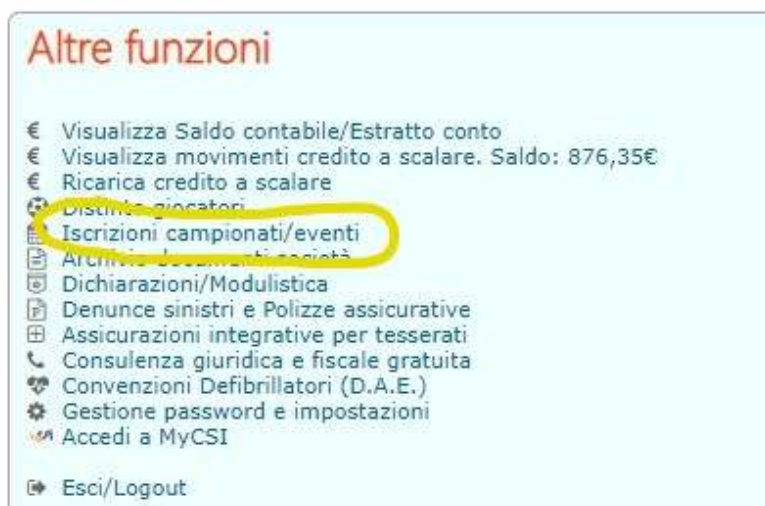 Altre funzioni
Visualizza Saldo contabile/Estratto conto
Visualizza movimenti credito a scalare. Saldo: 876,35€
Ricarica credito a scalare
Distinte giocatori
Iscrizioni campionati/eventi
Archivio documenti società
Dichiarazioni/Modulistica
Denunce sinistri e Polizze assicurative
Assicurazioni integrative per tesserati
Consulenza giuridica e fiscale gratuita
Convenzioni Defibrillatori (D.A.E.)
Gestione password e impostazioni
Accedi a MyCSI
Esci/Logout